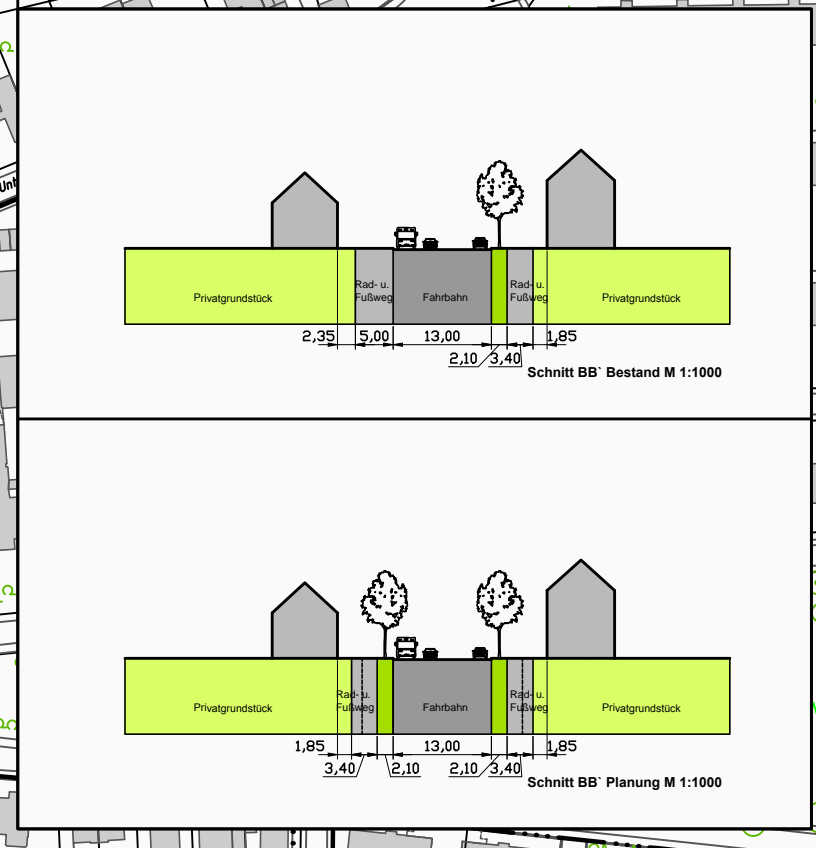 Unt
Rad- u.
Fußweg
Privatgrundstück
Fahrbahn
Rad- u.
Fußweg
Privatgrundstück
2,35
5,00
13,00
1,85
2,10
3,40
Schnitt BB` Bestand M 1:1000
Rad- u.
Fußweg
Privatgrundstück
Fahrbahn
Rad- u.
Fußweg
Privatgrundstück
1,85
13,00
1,85
3,40
2,10
2,10
3,40
Schnitt BB` Planung M 1:1000